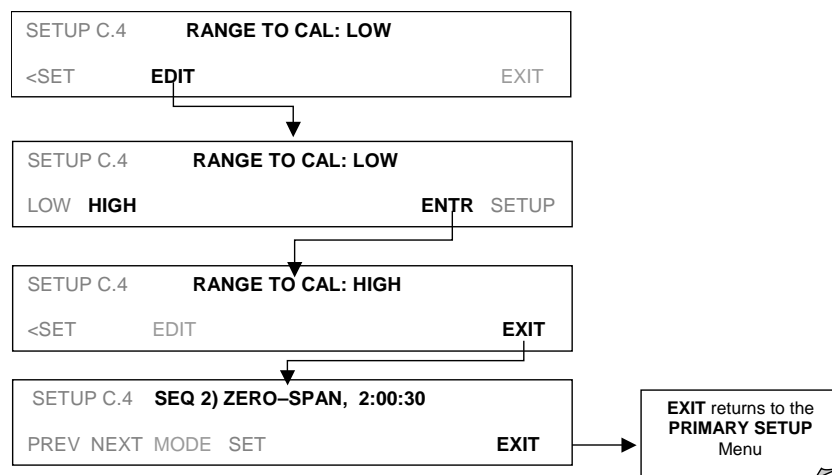 SETUP C.4 RANGE TO CAL: LOW
<SET EDIT EXIT
SETUP C.4 RANGE TO CAL: LOW
LOW HIGH ENTR SETUP
SETUP C.4 RANGE TO CAL: HIGH
<SET EDIT EXIT
SETUP C.4 SEQ 2) ZERO–SPAN, 2:00:30
PREV NEXT MODE SET EXIT
EXIT returns to the
PRIMARY SETUP
Menu